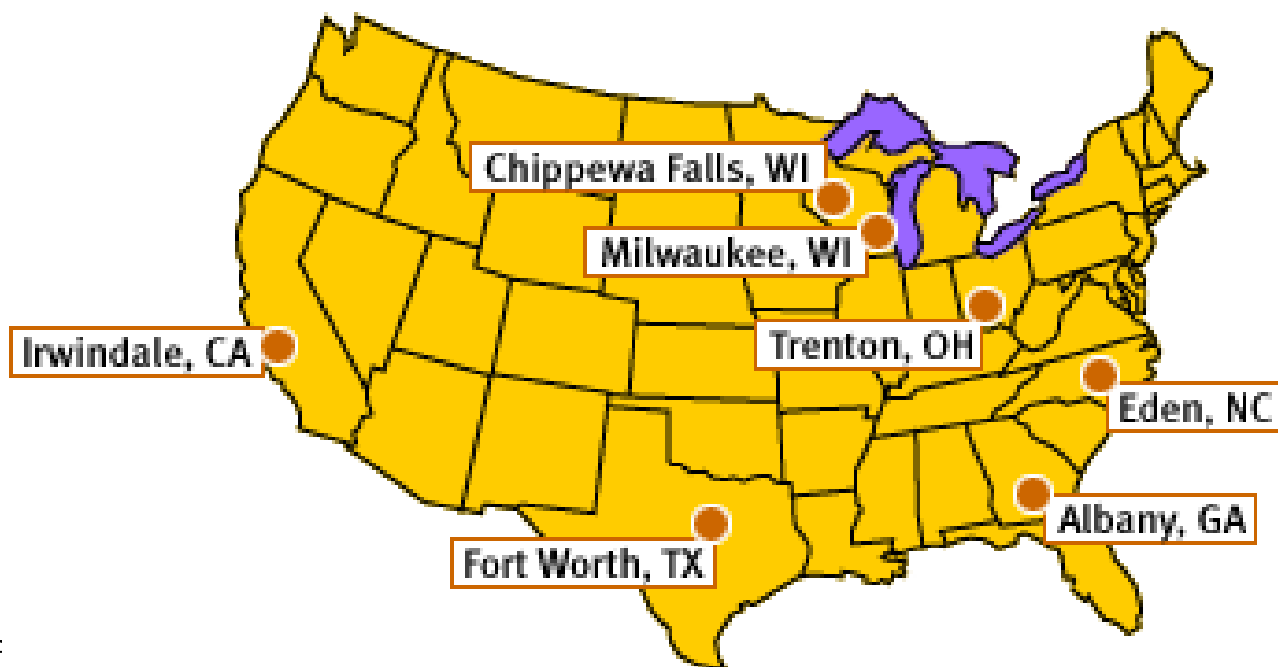 Chippewa Falls, WI
Milwaukee, WI
Irwindale, CA
Trenton, OH
Eden, NC
Albany, GA
Fort Worth, TX
: